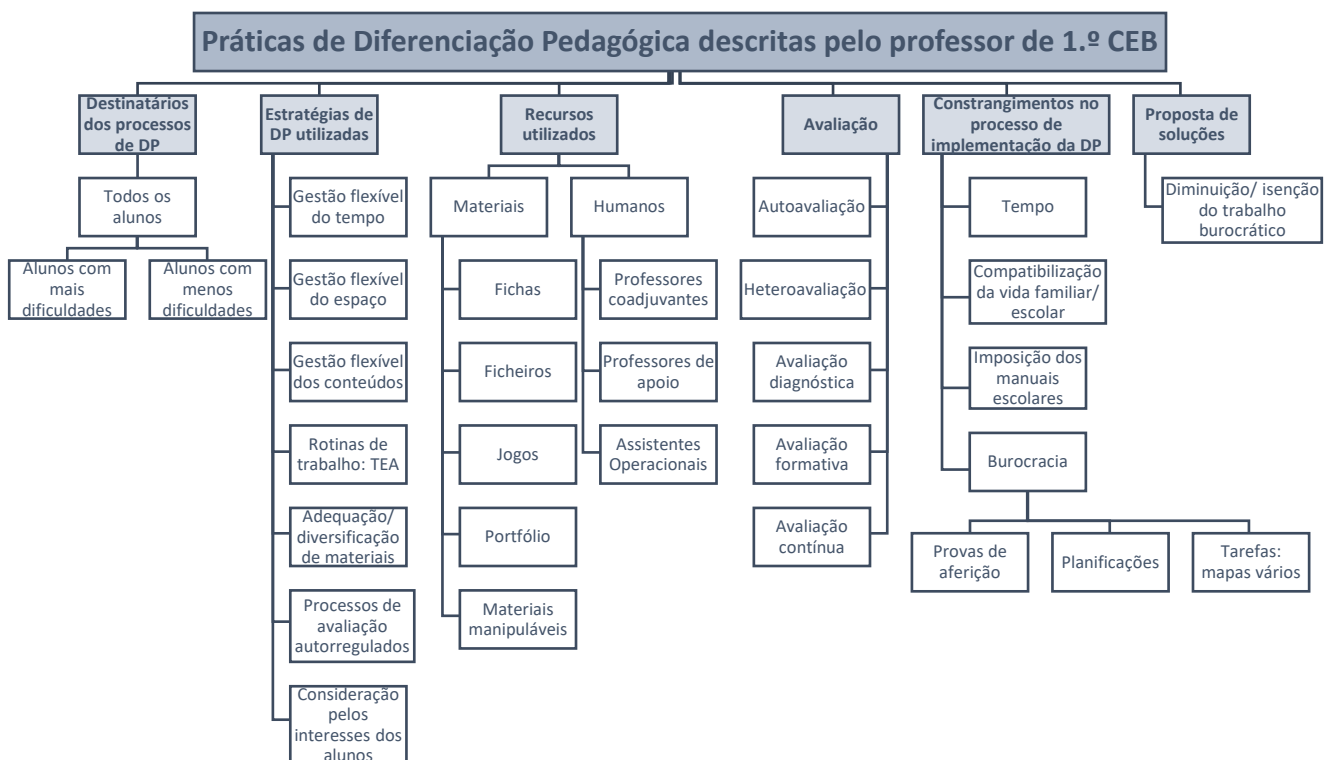 Práticas de Diferenciação Pedagógica descritas pelo professor de 1.º CEB
Destinatários
dos processos
de DP
Todos os
alunos
Alunos com
mais
dificuldades
Alunos com
menos
dificuldades
Estratégias de
DP utilizadas
Gestão flexível
do tempo
Gestão flexível
do espaço
Gestão flexível
dos conteúdos
Rotinas de
trabalho: TEA
Adequação/
diversificação
de materiais
Processos de
avaliação
autorregulados
Consideração
pelos
interesses dos
alunos
Recursos
utilizados
Materiais
Fichas
Ficheiros
Jogos
Portfólio
Materiais
manipuláveis
Humanos
Professores
coadjuvantes
Professores de
apoio
Assistentes
Operacionais
Avaliação
Autoavaliação
Heteroavaliação
Avaliação
diagnóstica
Avaliação
formativa
Avaliação
contínua
Constrangimentos no
processo de
implementação da DP
Tempo
Compatibilização
da vida familiar/
escolar
Imposição dos
manuais
escolares
Burocracia
Provas de
aferição
Planificações
Tarefas:
mapas vários
Proposta de
soluções
Diminuição/ isenção
do trabalho
burocrático